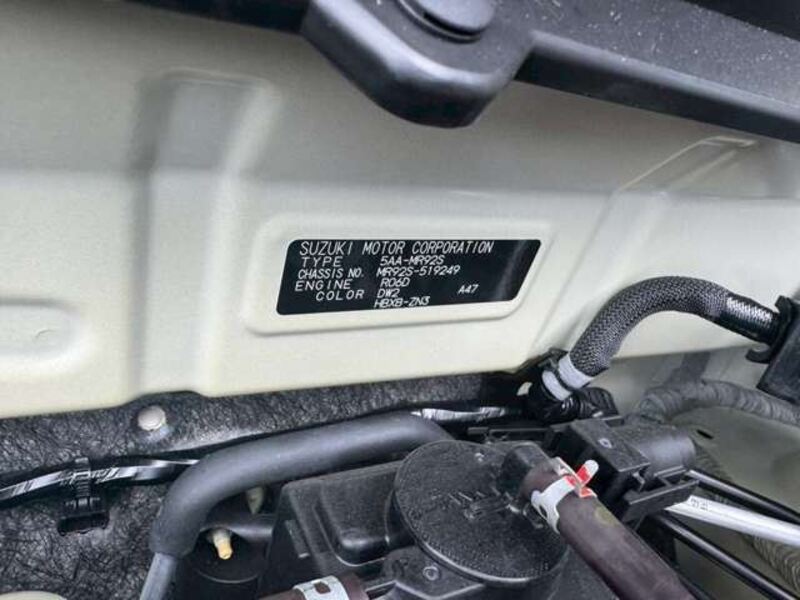 SUZUKI MOTOR CORPORATION
TYPE 5AA-MR92S
CHASSIS NO. MR92S-519249
ENGINE R06D
COLOR DW2 A47
HBXB-ZN3